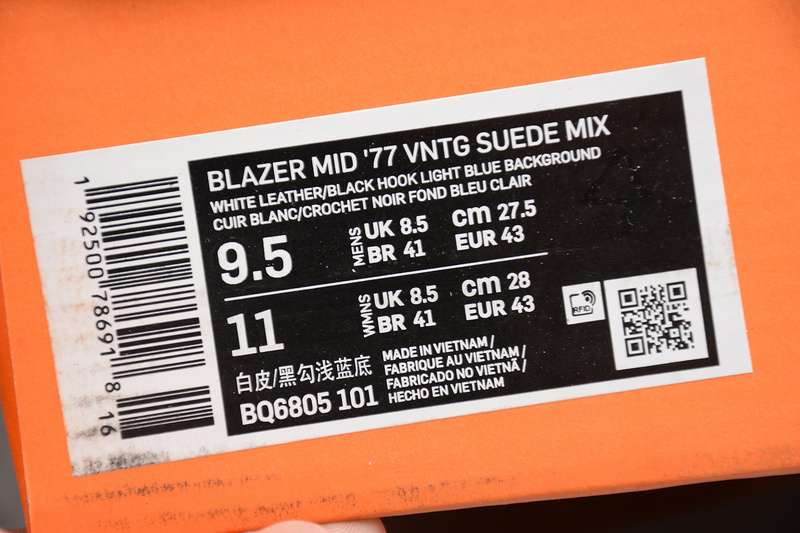 BLAZER MID '77 VNTG SUEDE MIX
WHITE LEATHER/BLACK HOOK LIGHT BLUE BACKGROUND
CUIR BLANC/CROCHET NOIR FOND BLEU CLAIR
9.5
MENS
UK 8.5 cm 27.5
BR 41 EUR 43
11
WMNS
UK 8.5 cm 28
BR 41 EUR 43
RFID
白皮/黑勾浅蓝底
BQ6805 101
MADE IN VIETNAM /
FABRIQUE AU VIETNAM /
FABRICADO NO VIETNÃ /
HECHO EN VIETNAM
1 92500 78691 8 16